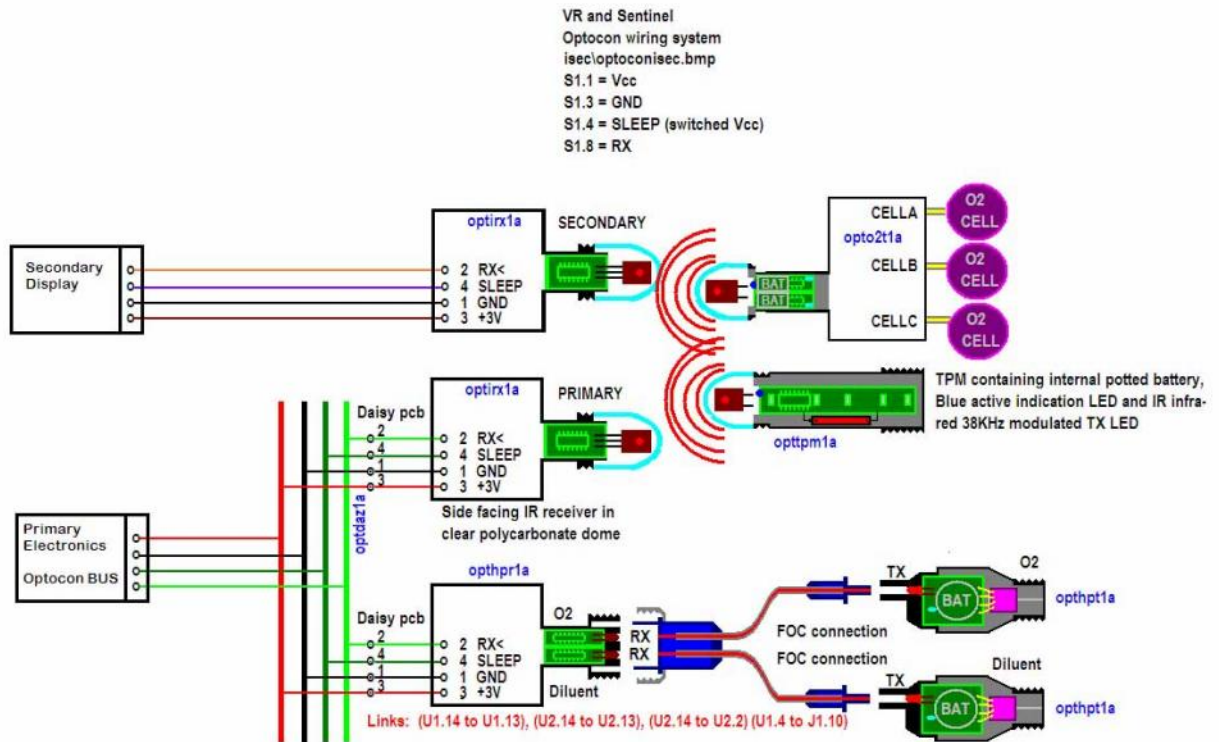 VR and Sentinel
Optocon wiring system
isec\optoconisec.bmp
S1.1 = Vcc
S1.3 = GND
S1.4 = SLEEP (switched Vcc)
S1.8 = RX
Secondary
Display
optirx1a
2 RX<
4 SLEEP
1 GND
3 +3V
SECONDARY
BAT
BAT
opto2t1a
CELLA
CELLB
CELLC
O2
CELL
O2
CELL
O2
CELL
Primary
Electronics
Optocon BUS
optdaz1a
Daisy pcb
2
4
1
3
optirx1a
2 RX<
4 SLEEP
1 GND
3 +3V
PRIMARY
Side facing IR receiver in
clear polycarbonate dome
opttpm1a
TPM containing internal potted battery,
Blue active indication LED and IR infra-
red 38KHz modulated TX LED
Daisy pcb
2
4
1
3
opthpr1a
2 RX<
4 SLEEP
1 GND
3 +3V
O2
Diluent
RX
RX
FOC connection
FOC connection
TX
BAT
O2
opthpt1a
TX
BAT
Diluent
opthpt1a
Links: (U1.14 to U1.13), (U2.14 to U2.13), (U2.14 to U2.2) (U1.4 to J1.10)